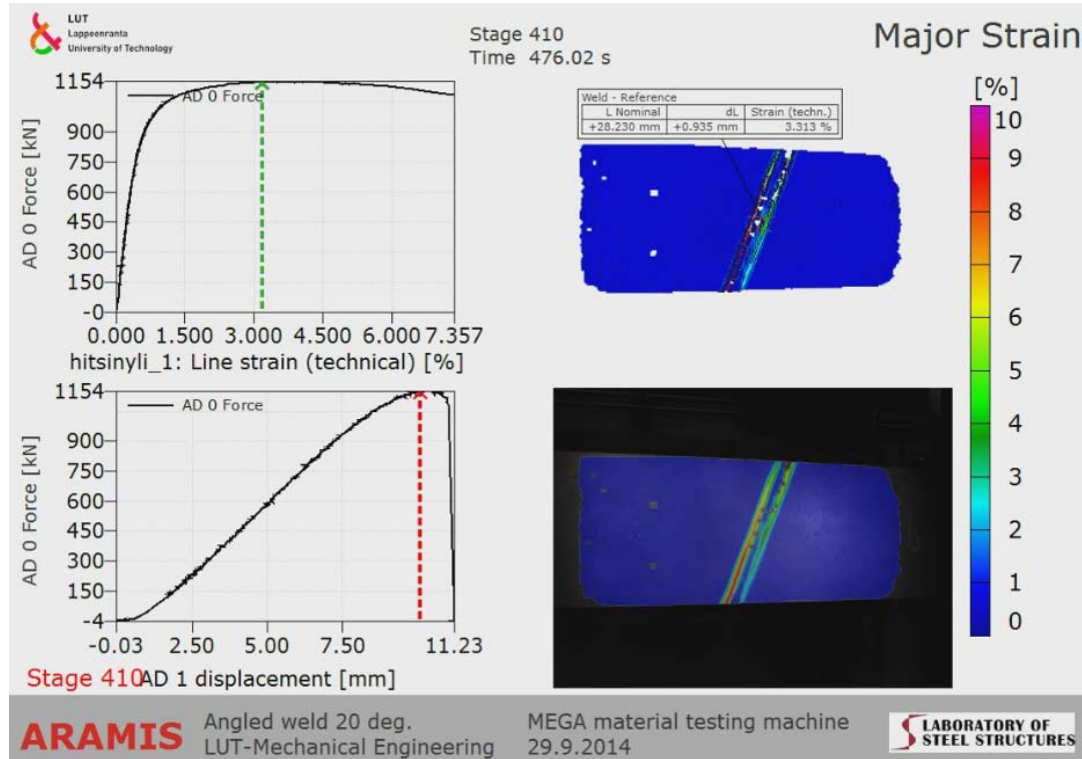 LUT
Lappeenranta
University of Technology
Stage 410
Time 476.02 s
Major Strain
[%]
1154
900
750
600
450
300
150
-0
AD 0 Force [kN]
AD 0 Force
0.000 1.500 3.000 4.500 6.000 7.357
hitsinyli_1: Line strain (technical) [%]
Weld - Reference
L Nominal dL Strain (techn.)
+28.230 mm +0.935 mm 3.313 %
10
9
8
7
6
5
4
3
2
1
0
1154
900
750
600
450
300
150
-4
AD 0 Force [kN]
AD 0 Force
-0.03 2.50 5.00 7.50 11.23
Stage 410 AD 1 displacement [mm]
ARAMIS
Angled weld 20 deg.
LUT-Mechanical Engineering
MEGA material testing machine
29.9.2014
LABORATORY OF
STEEL STRUCTURES